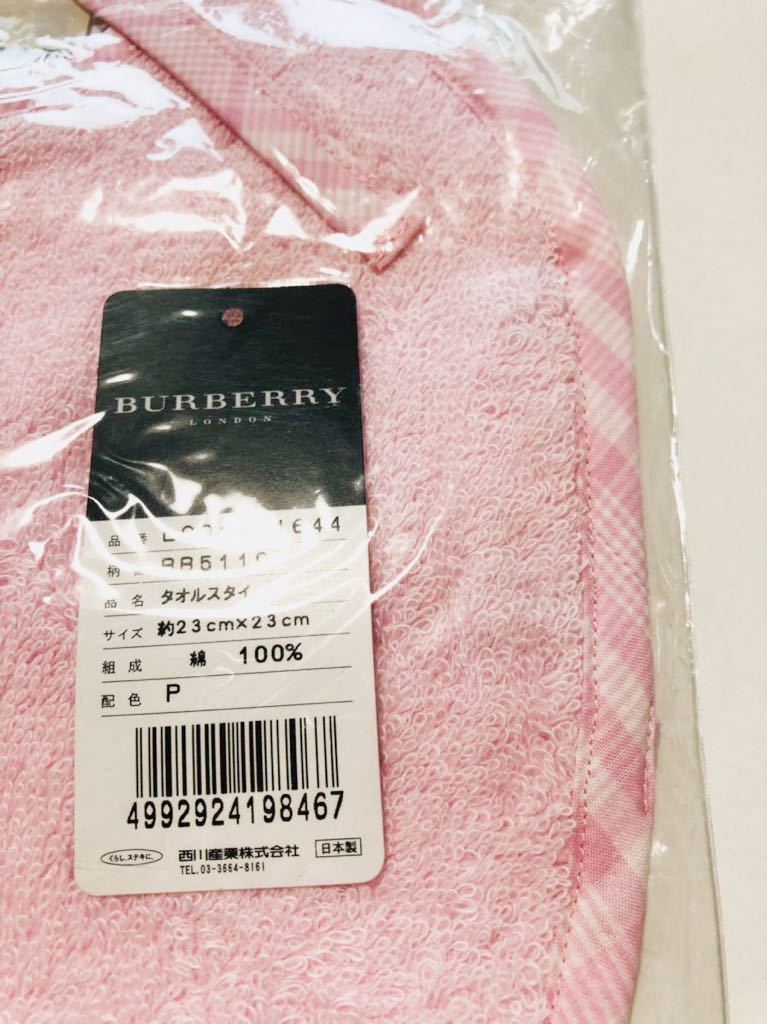 BURBERRY
LONDON
品番 1644
柄
品名 タオルスタイ
サイズ 約23cm×23cm
組成 綿 100%
配色 P
4992924198467
くらし、ステキに。 西川産業株式会社 日本製
TEL.03-3664-8161